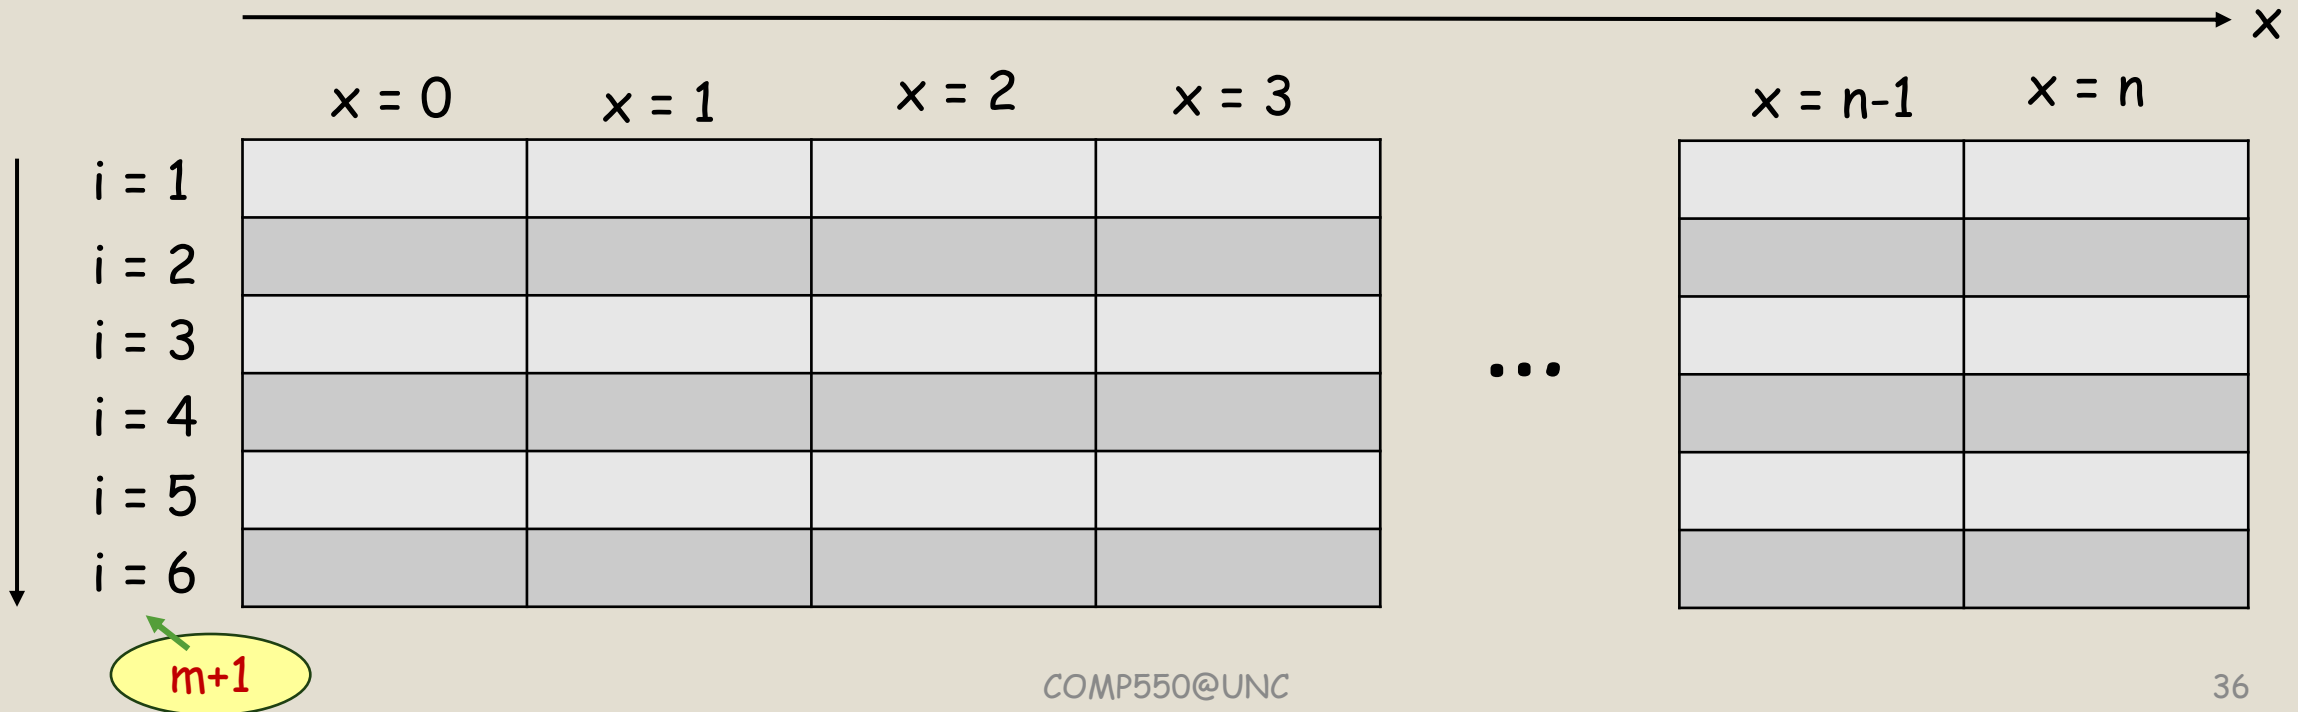 x
x = 0 x = 1 x = 2 x = 3 x = n-1 x = n
i = 1
i = 2
i = 3
i = 4
...
i = 5
i = 6
m+1
COMP550@UNC 36